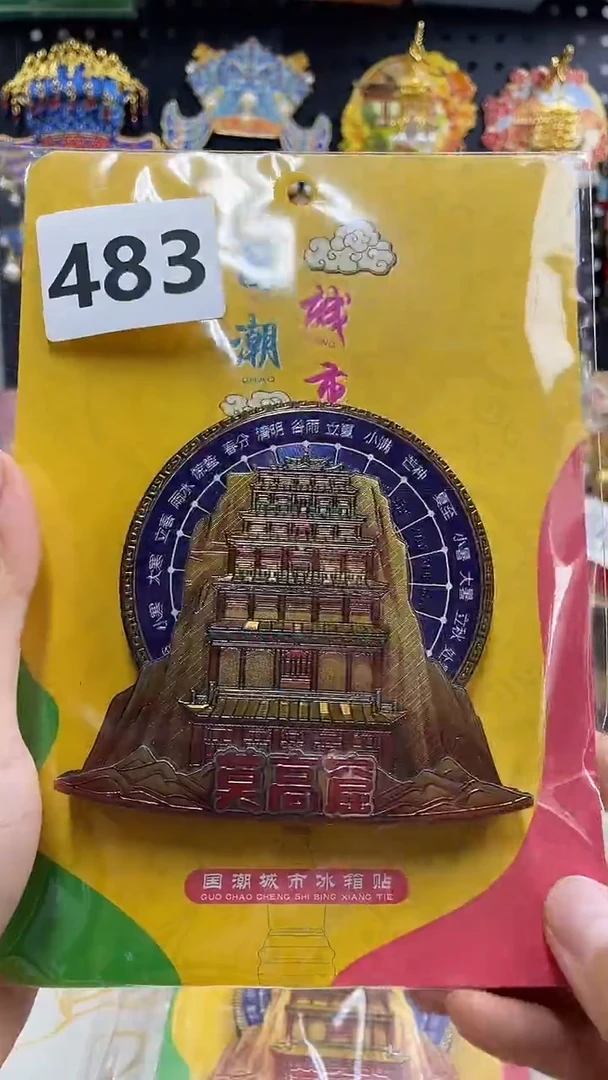 483
潮
CHAO
城
市
小寒 大寒 立春 雨水 惊蛰 春分 清明 谷雨 立夏 小满 芒种 夏至 小暑 大暑 立秋
莫高窟
国潮城市冰箱贴
GUO CHAO CHENG SHI BING XIANG TIE